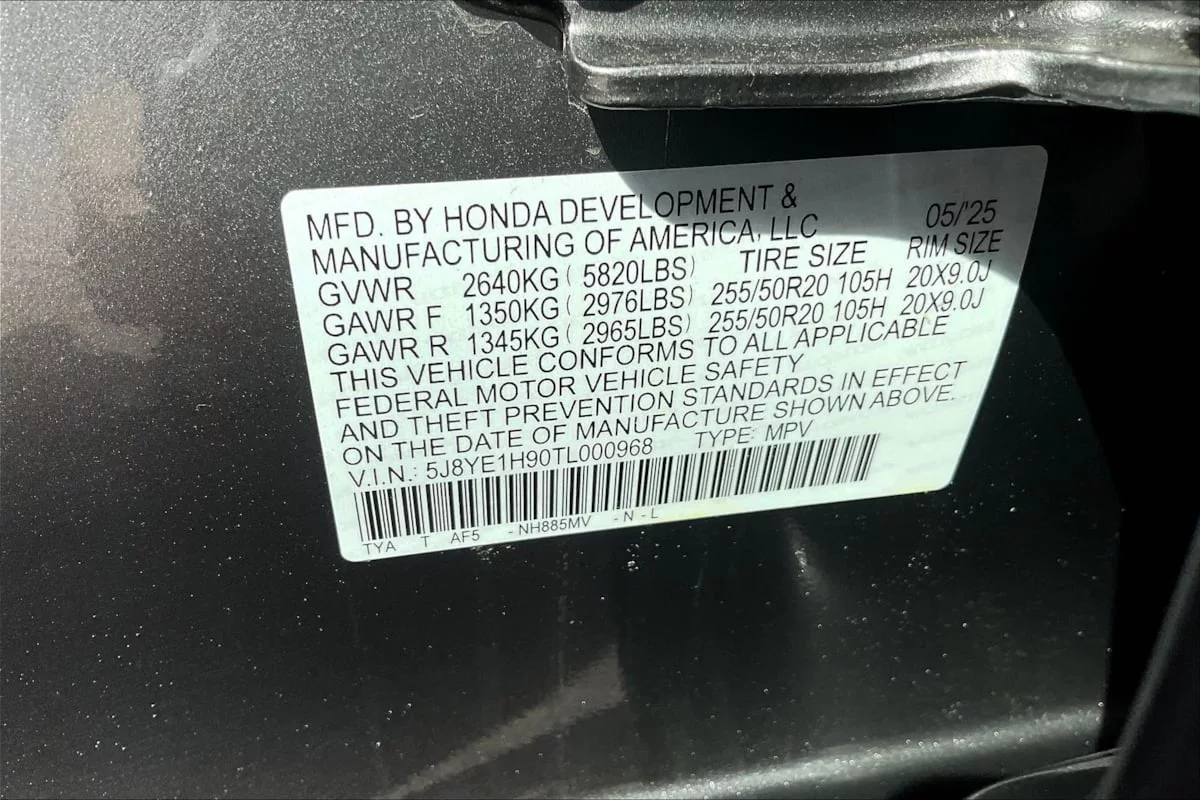 MFD. BY HONDA DEVELOPMENT &
MANUFACTURING OF AMERICA, LLC 05/'25
GVWR 2640KG ( 5820LBS) TIRE SIZE RIM SIZE
GAWR F 1350KG ( 2976LBS) 255/50R20 105H 20X9.0J
GAWR R 1345KG ( 2965LBS) 255/50R20 105H 20X9.0J
THIS VEHICLE CONFORMS TO ALL APPLICABLE
FEDERAL MOTOR VEHICLE SAFETY
AND THEFT PREVENTION STANDARDS IN EFFECT
ON THE DATE OF MANUFACTURE SHOWN ABOVE.
V.I.N.: 5J8YE1H90TL000968 TYPE: MPV
TYA T AF5 - NH885MV - N - L